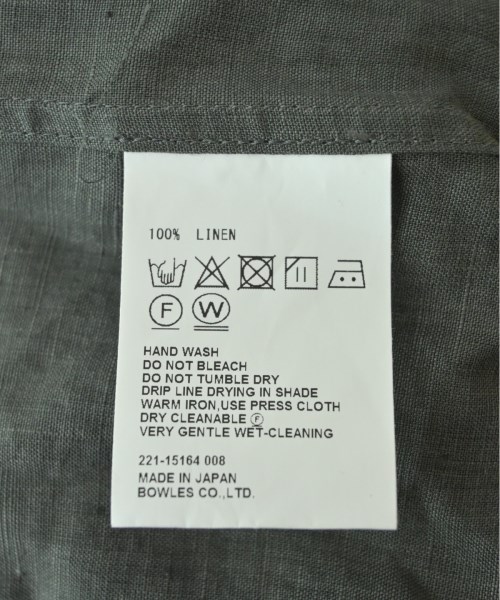 100% LINEN
F W
HAND WASH
DO NOT BLEACH
DO NOT TUMBLE DRY
DRIP LINE DRYING IN SHADE
WARM IRON,USE PRESS CLOTH
DRY CLEANABLE Ⓕ
VERY GENTLE WET-CLEANING
221-15164 008
MADE IN JAPAN
BOWLES CO.,LTD.